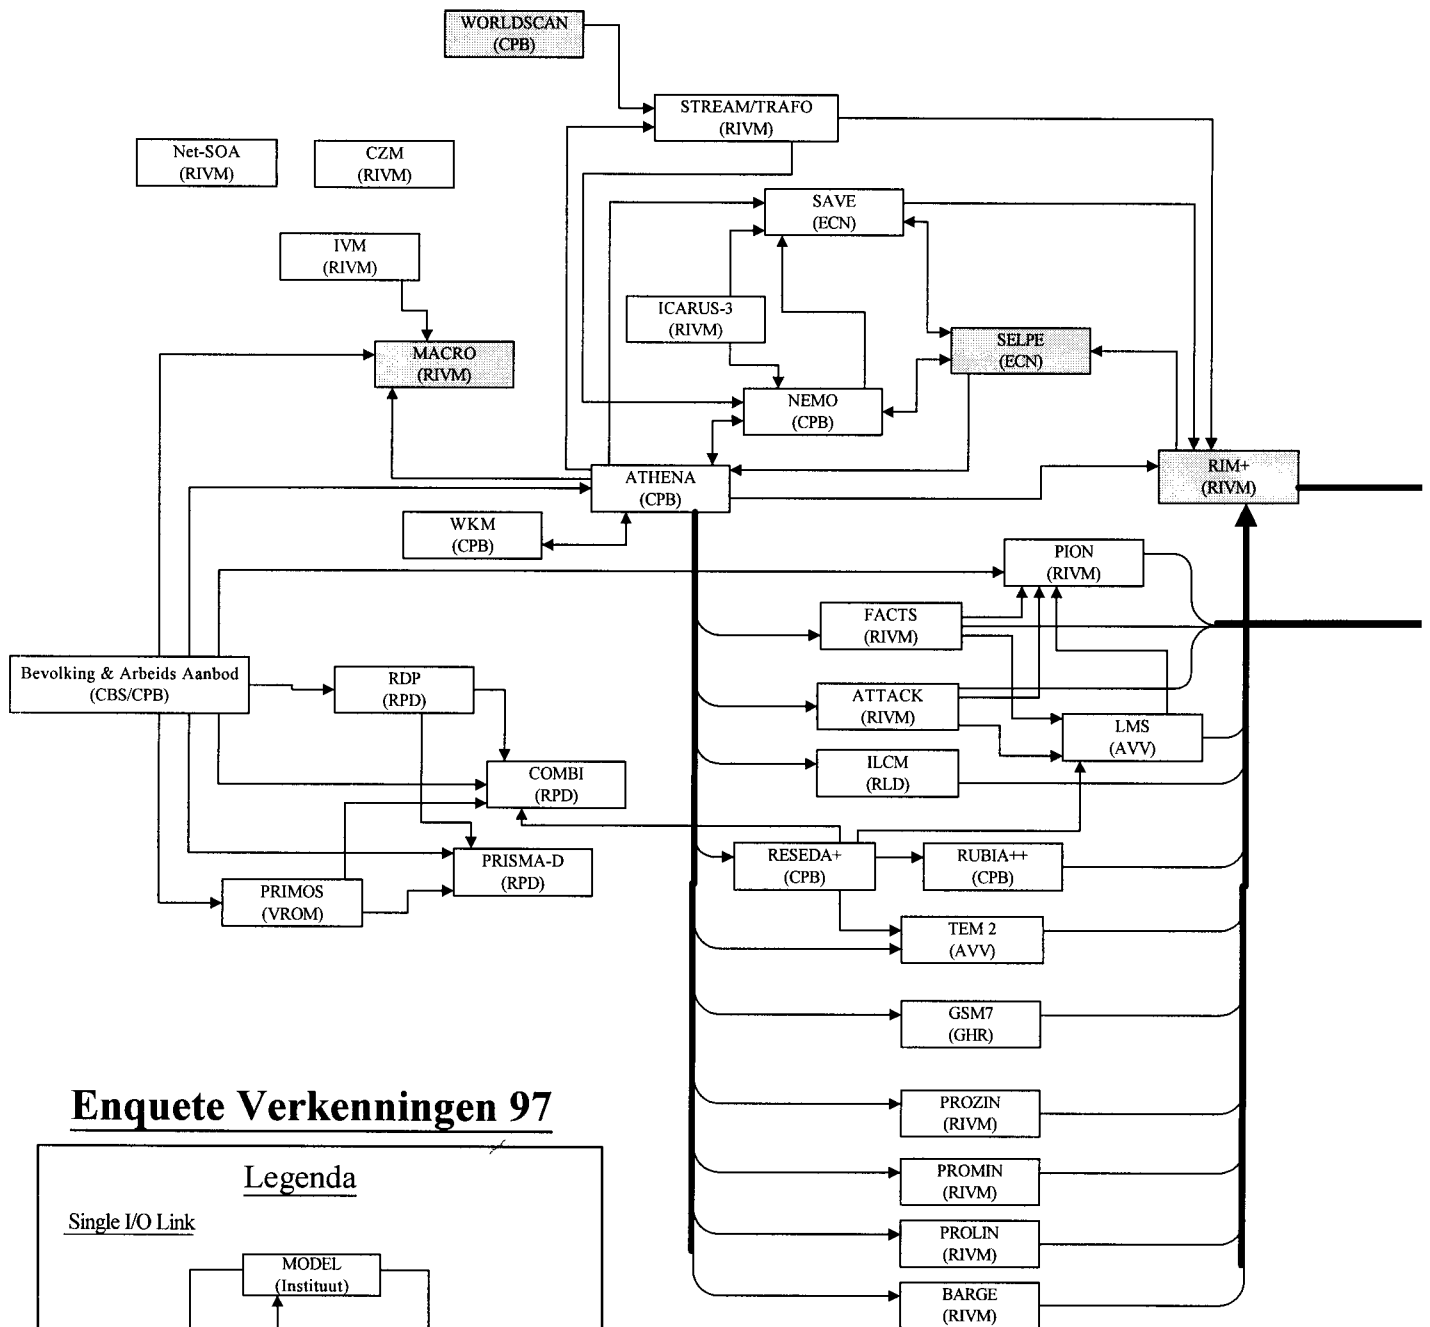 WORLDSCAN
(CPB)
STREAM/TRAFO
(RIVM)
Net-SOA
(RIVM)
CZM
(RIVM)
SAVE
(ECN)
IVM
(RIVM)
ICARUS-3
(RIVM)
SELPE
(ECN)
MACRO
(RIVM)
NEMO
(CPB)
RIM+
(RIVM)
ATHENA
(CPB)
WKM
(CPB)
PION
(RIVM)
FACTS
(RIVM)
Bevolking & Arbeids Aanbod
(CBS/CPB)
RDP
(RPD)
ATTACK
(RIVM)
LMS
(AVV)
ILCM
(RLD)
COMBI
(RPD)
RESEDA+
(CPB)
RUBIA++
(CPB)
PRISMA-D
(RPD)
PRIMOS
(VROM)
TEM 2
(AVV)
GSM7
(GHR)
PROZIN
(RIVM)
PROMIN
(RIVM)
PROLIN
(RIVM)
BARGE
(RIVM)
Enquete Verkenningen 97
Legenda
Single I/O Link
MODEL
(Instituut)